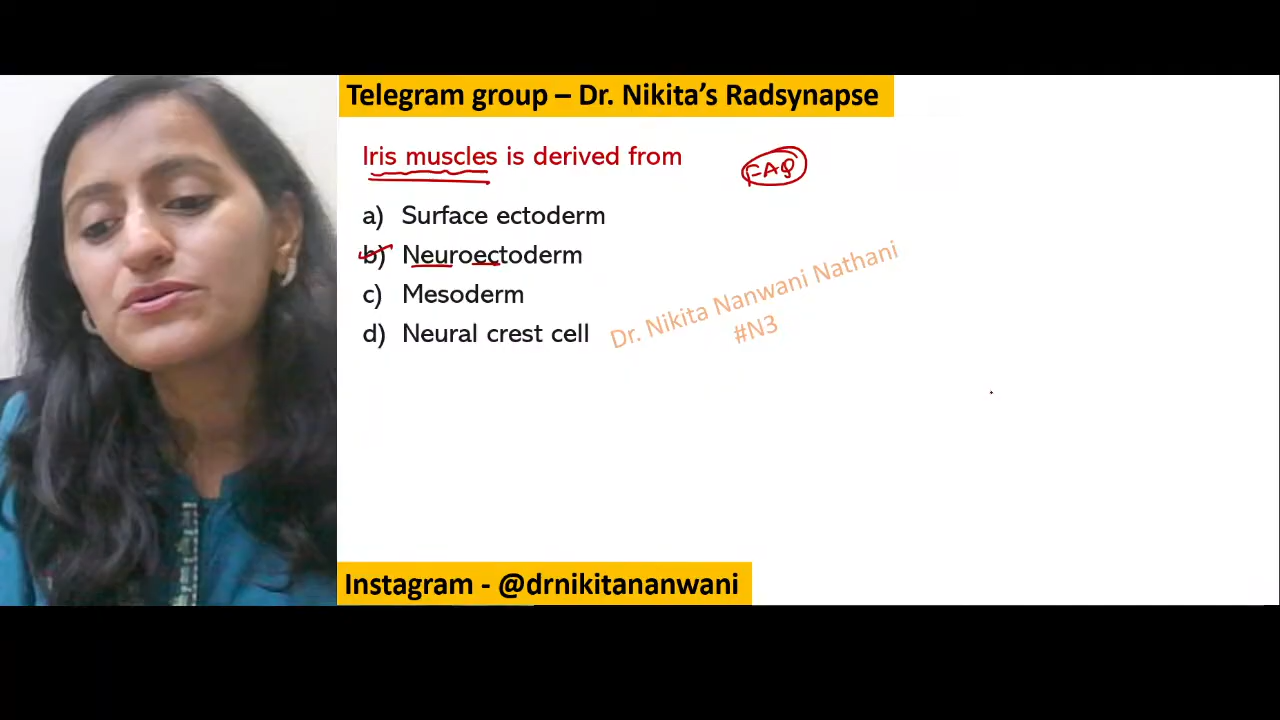 Telegram group – Dr. Nikita's Radsynapse
Iris muscles is derived from
FAQ
a) Surface ectoderm
b) Neuroectoderm
c) Mesoderm
d) Neural crest cell
Dr. Nikita Nanwani Nathani
#N3
Instagram - @drnikitananwani